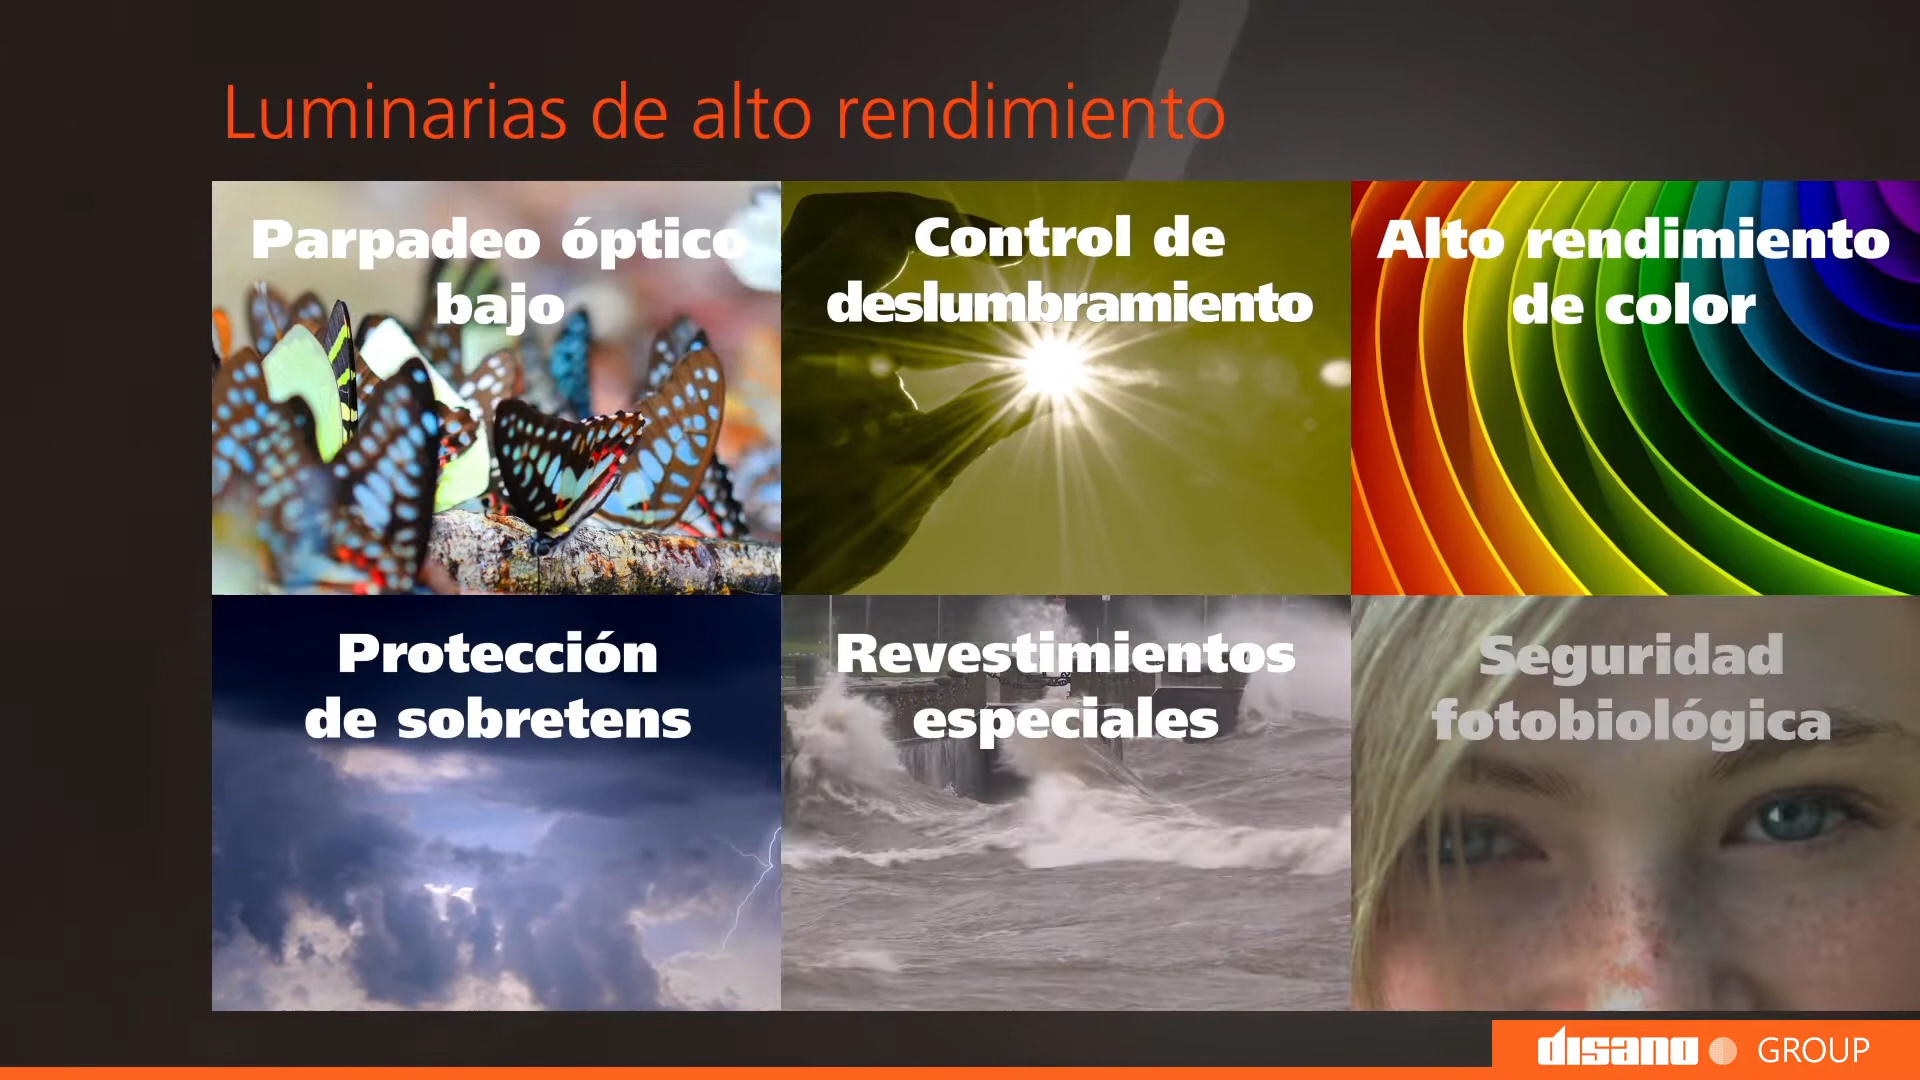 Luminarias de alto rendimiento
Parpadeo óptico
bajo
Control de
deslumbramiento
Alto rendimiento
de color
Protección
de sobretens
Revestimientos
especiales
Seguridad
fotobiológica
disano GROUP